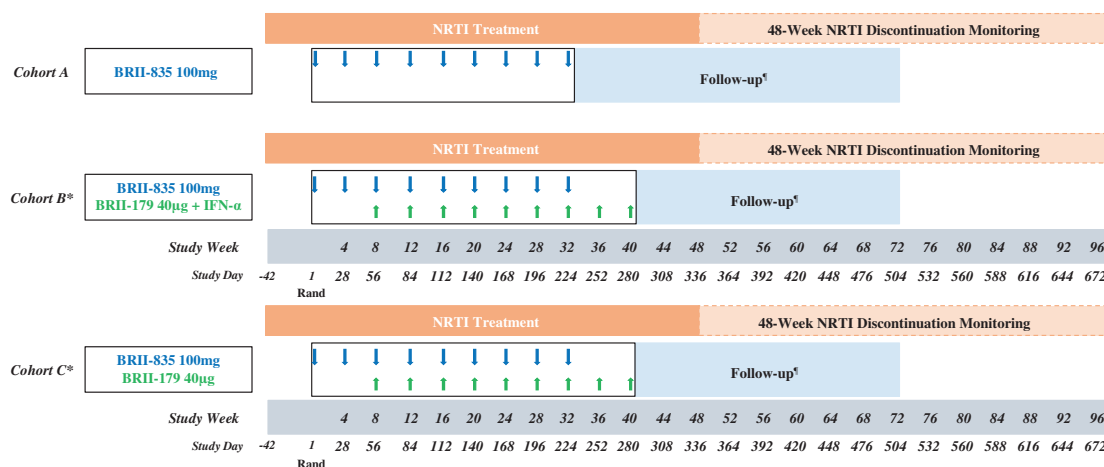 NRTI Treatment 48-Week NRTI Discontinuation Monitoring
Cohort A BRII-835 100mg
Follow-up¶
NRTI Treatment 48-Week NRTI Discontinuation Monitoring
Cohort B*
BRII-835 100mg
BRII-179 40µg + IFN-α
Follow-up¶
Study Week 4 8 12 16 20 24 28 32 36 40 44 48 52 56 60 64 68 72 76 80 84 88 92 96
Study Day -42 1 28 56 84 112 140 168 196 224 252 280 308 336 364 392 420 448 476 504 532 560 588 616 644 672
Rand
NRTI Treatment 48-Week NRTI Discontinuation Monitoring
Cohort C*
BRII-835 100mg
BRII-179 40µg
Follow-up¶
Study Week 4 8 12 16 20 24 28 32 36 40 44 48 52 56 60 64 68 72 76 80 84 88 92 96
Study Day -42 1 28 56 84 112 140 168 196 224 252 280 308 336 364 392 420 448 476 504 532 560 588 616 644 672
Rand